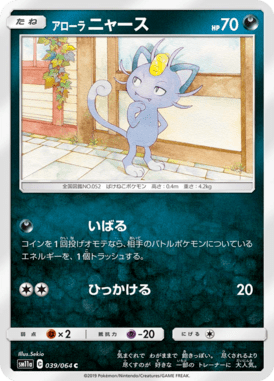 たね アローラ ニャース HP70
全国図鑑NO.052 ばけねこポケモン 高さ:0.4m 重さ:4.2kg
いばる
コインを1回投げオモテなら、相手のバトルポケモンについている
エネルギーを、1個トラッシュする。
ひっかける 20
弱点 ×2 抵抗力 -20 にげる
Illus.Sekio
気まぐれで わがままで 飽きっぽい。 尽くされるより
尽くすのが 好きな 一部の トレーナーに 大人気。
sm11a C 039/064 C
©2019 Pokémon/Nintendo/Creatures/GAME FREAK.